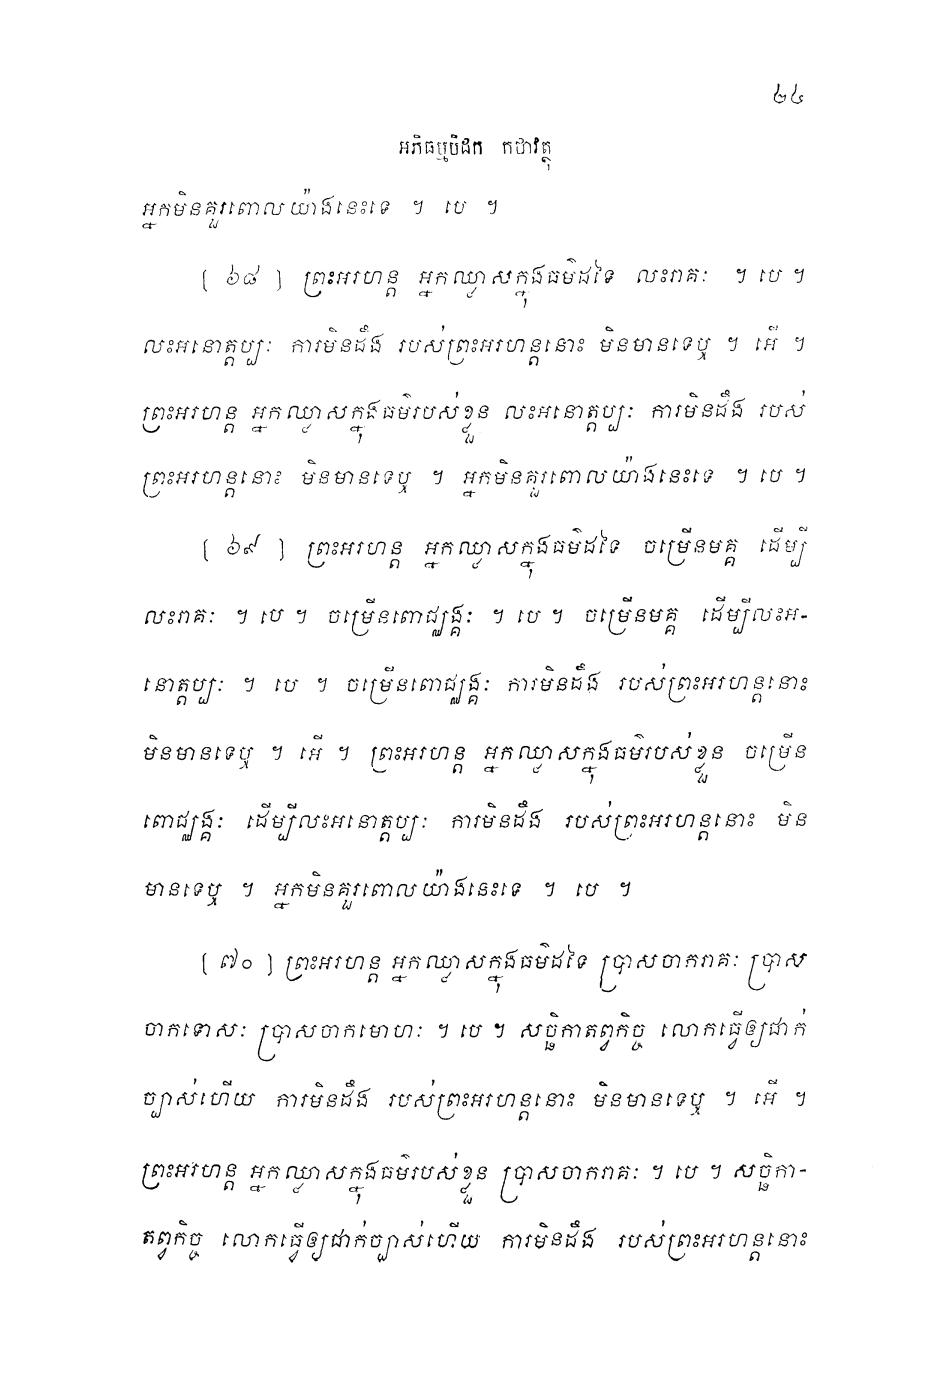 ២៤
អភិធម្មបិដក កថាវត្ថុ
អ្នកមិនគួរពោលយ៉ាងនេះទេ ។ បេ ។
[ ៦៨ ] ព្រះអរហន្ត អ្នកឈ្លាសក្នុងធម៌ដទៃ លះរាគៈ ។ បេ ។
លះអនោត្តប្បៈ ការមិនដឹង របស់ព្រះអរហន្តនោះ មិនមានទេឬ ។ អើ ។
ព្រះអរហន្ត អ្នកឈ្លាសក្នុងធម៌របស់ខ្លួន លះអនោត្តប្បៈ ការមិនដឹង របស់
ព្រះអរហន្តនោះ មិនមានទេឬ ។ អ្នកមិនគួរពោលយ៉ាងនេះទេ ។ បេ ។
[ ៦៩ ] ព្រះអរហន្ត អ្នកឈ្លាសក្នុងធម៌ដទៃ ចម្រើនមគ្គ ដើម្បី
លះរាគៈ ។ បេ ។ ចម្រើនពោជ្ឈង្គៈ ។ បេ ។ ចម្រើនមគ្គ ដើម្បីលះអ-
នោត្តប្បៈ ។ បេ ។ ចម្រើនពោជ្ឈង្គៈ ការមិនដឹង របស់ព្រះអរហន្តនោះ
មិនមានទេឬ ។ អើ ។ ព្រះអរហន្ត អ្នកឈ្លាសក្នុងធម៌របស់ខ្លួន ចម្រើន
ពោជ្ឈង្គៈ ដើម្បីលះអនោត្តប្បៈ ការមិនដឹង របស់ព្រះអរហន្តនោះ មិន
មានទេឬ ។ អ្នកមិនគួរពោលយ៉ាងនេះទេ ។ បេ ។
[ ៧០ ] ព្រះអរហន្ត អ្នកឈ្លាសក្នុងធម៌ដទៃ ប្រាសចាករាគៈ ប្រាស
ចាកទោសៈ ប្រាសចាកមោហៈ ។ បេ ។ សច្ឆិកាតព្វកិច្ច លោកធ្វើឲ្យជាក់
ច្បាស់ហើយ ការមិនដឹង របស់ព្រះអរហន្តនោះ មិនមានទេឬ ។ អើ ។
ព្រះអរហន្ត អ្នកឈ្លាសក្នុងធម៌របស់ខ្លួន ប្រាសចាករាគៈ ។ បេ ។ សច្ឆិកា-
តព្វកិច្ច លោកធ្វើឲ្យជាក់ច្បាស់ហើយ ការមិនដឹង របស់ព្រះអរហន្តនោះ